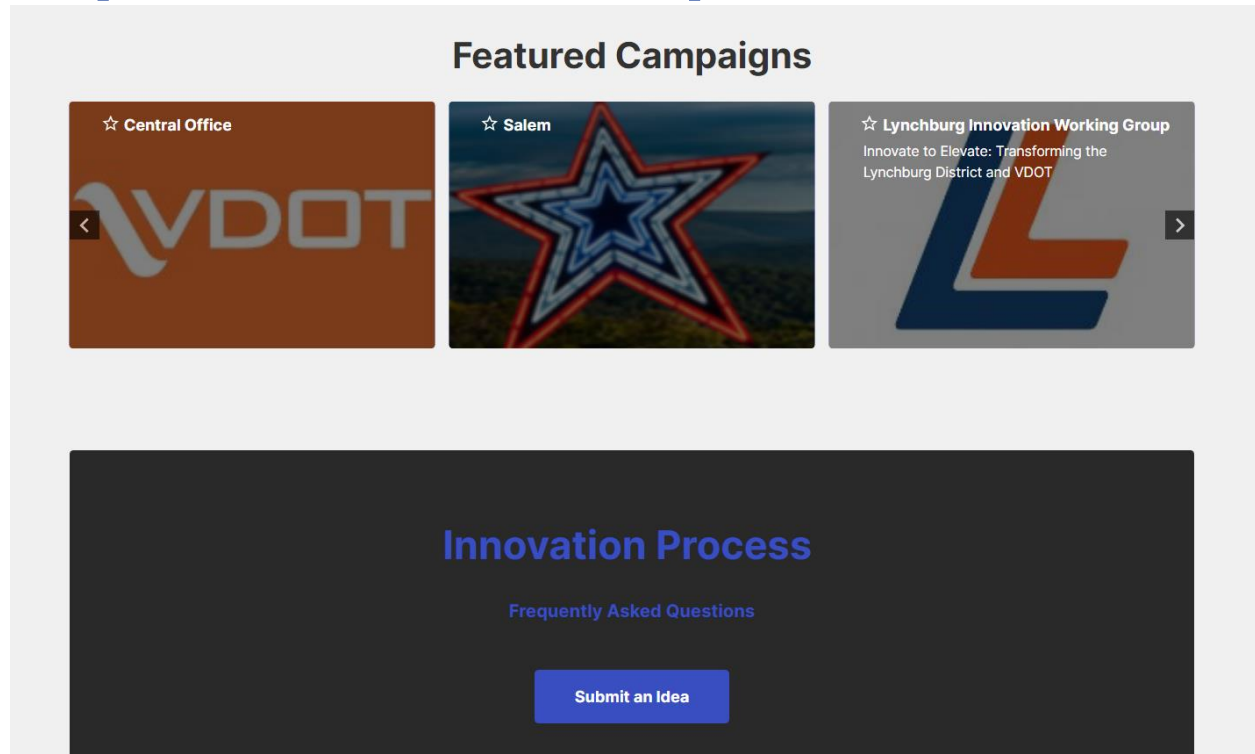 Featured Campaigns
Central Office
Salem
Lynchburg Innovation Working Group
Innovate to Elevate: Transforming the
Lynchburg District and VDOT
VDOT
Innovation Process
Frequently Asked Questions
Submit an Idea